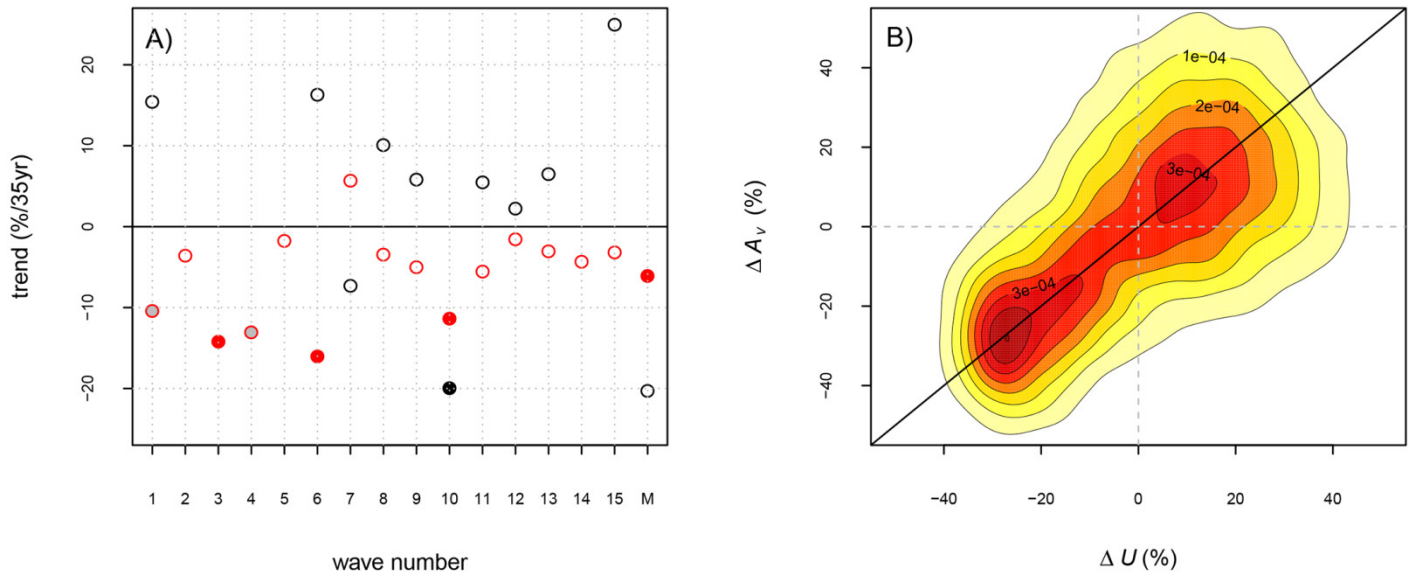 A)
trend (%/35yr)
20
10
0
−10
−20
1 2 3 4 5 6 7 8 9 10 11 12 13 14 15 M
wave number
B)
Δ Aᵥ (%)
40
20
0
−20
−40
1e−04
2e−04
3e−04
3e−04
−40 −20 0 20 40
Δ U (%)